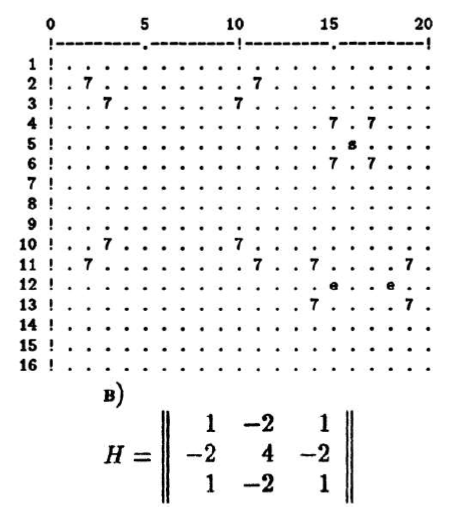 0 5 10 15 20
!---------.---------!---------.---------!
1 ! . . . . . . . . . . . . . . . . . . . .
2 ! . 7 . . . . . . . . 7 . . . . . . . . .
3 ! . . 7 . . . . . . 7 . . . . . . . . . .
4 ! . . . . . . . . . . . . . . 7 . 7 . . .
5 ! . . . . . . . . . . . . . . . s . . . .
6 ! . . . . . . . . . . . . . . 7 . 7 . . .
7 ! . . . . . . . . . . . . . . . . . . . .
8 ! . . . . . . . . . . . . . . . . . . . .
9 ! . . . . . . . . . . . . . . . . . . . .
10 ! . . 7 . . . . . . 7 . . . . . . . . . .
11 ! . 7 . . . . . . . . 7 . . 7 . . . . 7 .
12 ! . . . . . . . . . . . . . . e . . e . .
13 ! . . . . . . . . . . . . . 7 . . . . 7 .
14 ! . . . . . . . . . . . . . . . . . . . .
15 ! . . . . . . . . . . . . . . . . . . . .
16 ! . . . . . . . . . . . . . . . . . . . .
в)
1 −2 1
H = −2 4 −2
1 −2 1